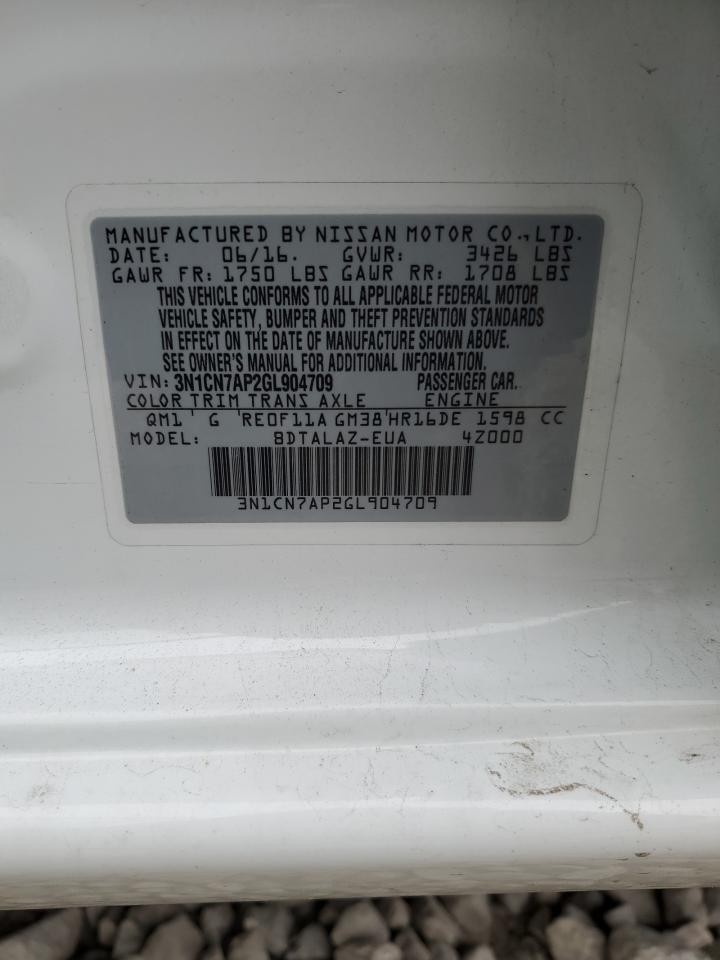 MANUFACTURED BY NISSAN MOTOR CO., LTD.
DATE: 06/16. GVWR: 3426 LBS
GAWR FR: 1750 LBS GAWR RR: 1708 LBS
THIS VEHICLE CONFORMS TO ALL APPLICABLE FEDERAL MOTOR
VEHICLE SAFETY, BUMPER AND THEFT PREVENTION STANDARDS
IN EFFECT ON THE DATE OF MANUFACTURE SHOWN ABOVE.
SEE OWNER'S MANUAL FOR ADDITIONAL INFORMATION.
VIN: 3N1CN7AP2GL904709 PASSENGER CAR.
COLOR TRIM TRANS AXLE ENGINE
QM1 G RE0F11A GM38 HR16DE 1598 CC
MODEL: BDTALAZ-EUA 4Z000
3N1CN7AP2GL904709